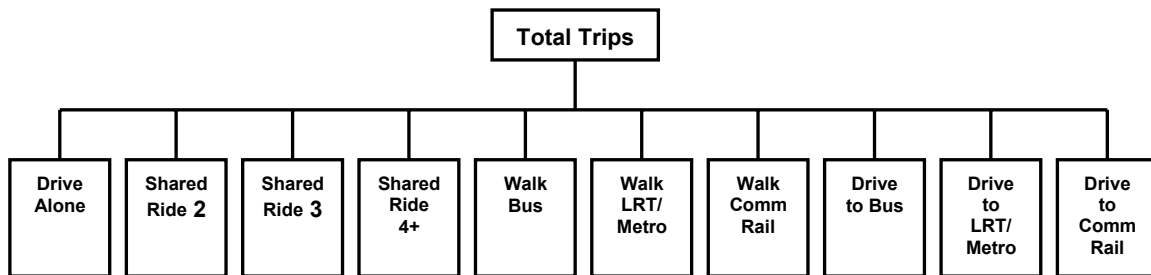 Total Trips
Drive
Alone
Shared
Ride 2
Shared
Ride 3
Shared
Ride
4+
Walk
Bus
Walk
LRT/
Metro
Walk
Comm
Rail
Drive
to Bus
Drive
to
LRT/
Metro
Drive
to
Comm
Rail